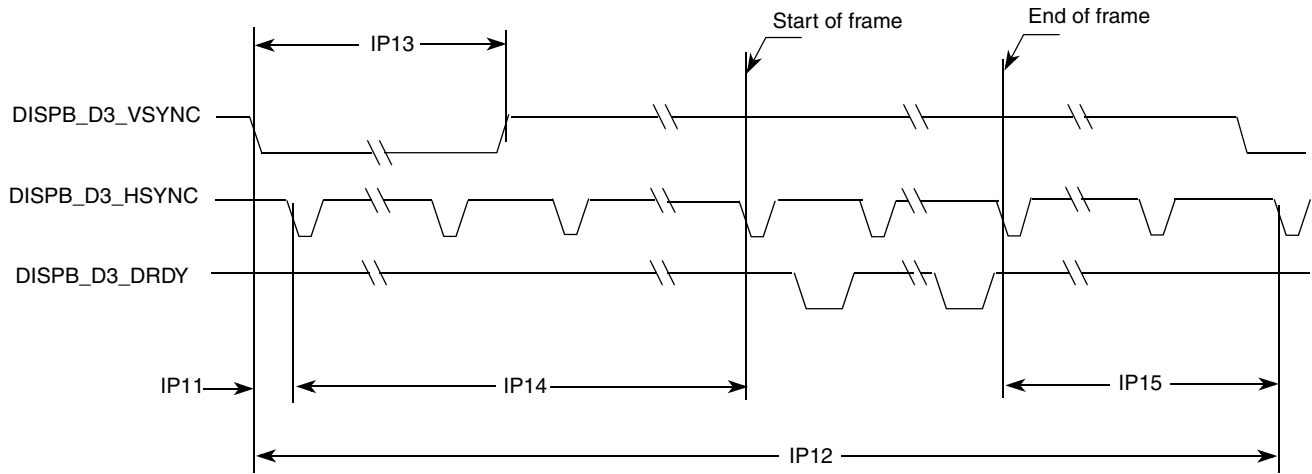 Start of frame
End of frame
IP13
DISPB_D3_VSYNC
DISPB_D3_HSYNC
DISPB_D3_DRDY
IP11
IP14
IP15
IP12